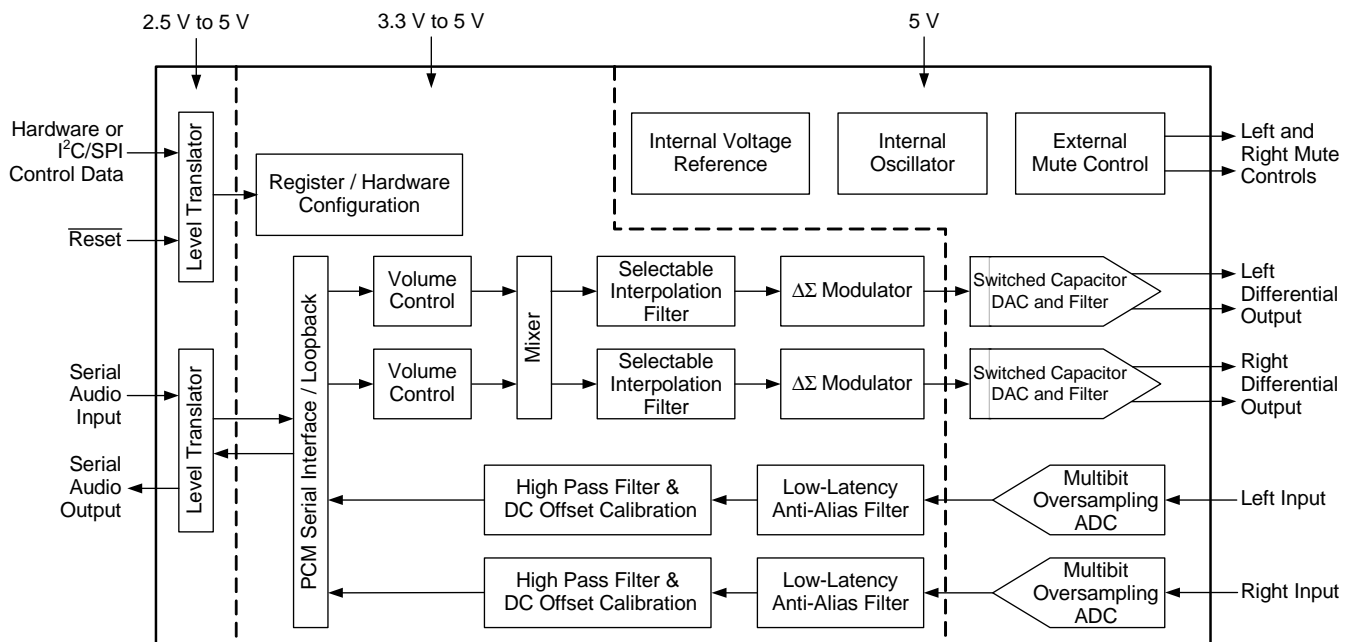 2.5 V to 5 V
3.3 V to 5 V
5 V
Hardware or
I²C/SPI
Control Data
Reset
Level Translator
Register / Hardware
Configuration
Internal Voltage
Reference
Internal
Oscillator
External
Mute Control
Left and
Right Mute
Controls
Serial
Audio
Input
Serial
Audio
Output
Level Translator
PCM Serial Interface / Loopback
Volume
Control
Volume
Control
Mixer
Selectable
Interpolation
Filter
Selectable
Interpolation
Filter
ΔΣ Modulator
ΔΣ Modulator
Switched Capacitor
DAC and Filter
Switched Capacitor
DAC and Filter
Left
Differential
Output
Right
Differential
Output
High Pass Filter &
DC Offset Calibration
Low-Latency
Anti-Alias Filter
Multibit
Oversampling
ADC
Left Input
High Pass Filter &
DC Offset Calibration
Low-Latency
Anti-Alias Filter
Multibit
Oversampling
ADC
Right Input